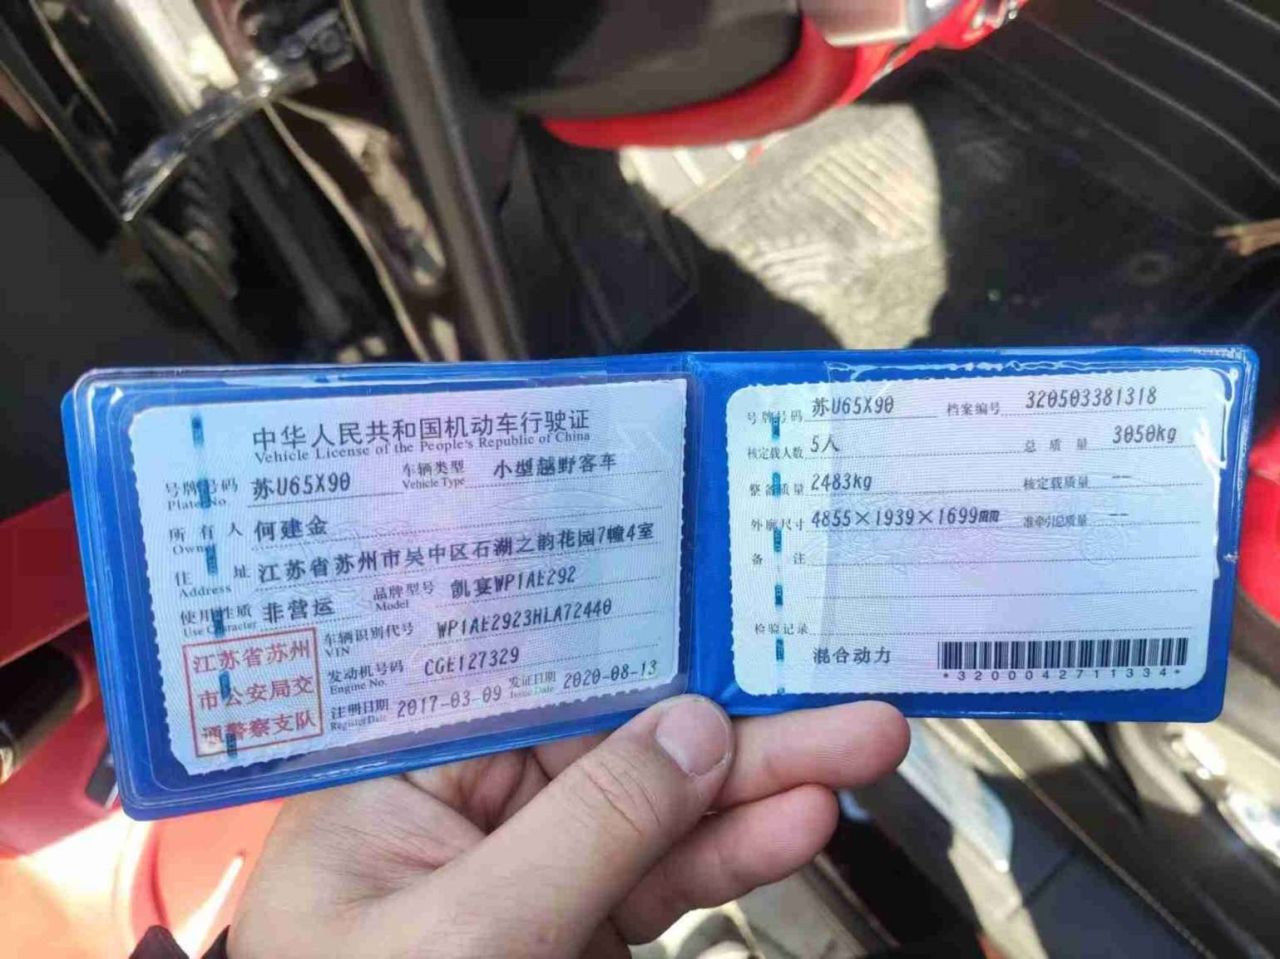 中华人民共和国机动车行驶证
Vehicle License of the People's Republic of China
号牌号码 苏U65X90 车辆类型 小型越野客车
Plate No. Vehicle Type
所有人 何建金
Owner
住址 江苏省苏州市吴中区石湖之韵花园7幢4室
Address
使用性质 非营运 品牌型号 凯宴WP1AE292
Use Character Model
江苏省苏州
市公安局交
通警察支队
车辆识别代号 WP1AE2923HLA72440
VIN
发动机号码 CGE127329
Engine No.
注册日期 2017-03-09 发证日期 2020-08-13
Register Date Issue Date
号牌号码 苏U65X90 档案编号 320503381318
核定载人数 5人 总质量 3050kg
整备质量 2483kg 核定载质量 --
外廓尺寸 4855×1939×1699mm 准牵引总质量 --
备注
检验记录
混合动力
*3200042711334*